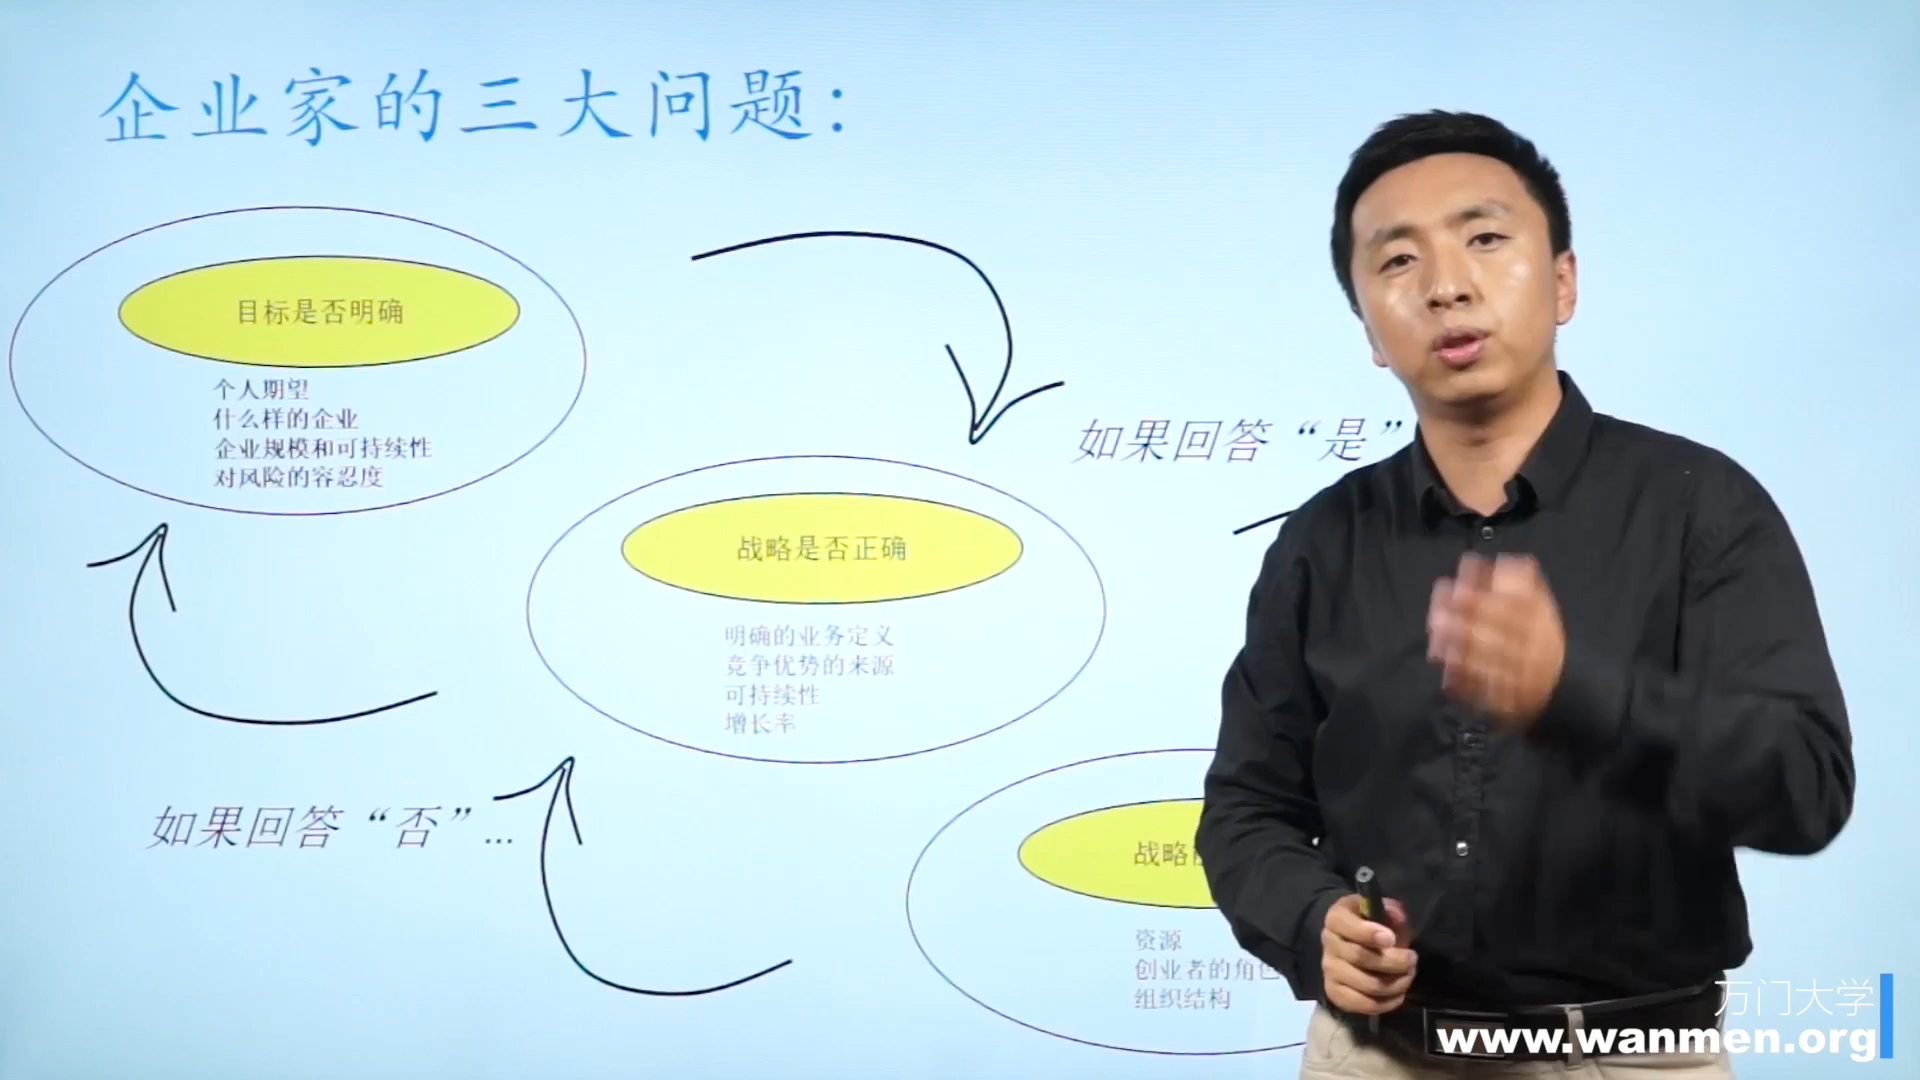 企业家的三大问题：
目标是否明确
个人期望
什么样的企业
企业规模和可持续性
对风险的容忍度
如果回答“是”
战略是否正确
明确的业务定义
竞争优势的来源
可持续性
增长率
如果回答“否”...
战略
资源
创业者的角色
组织结构
万门大学
www.wanmen.org